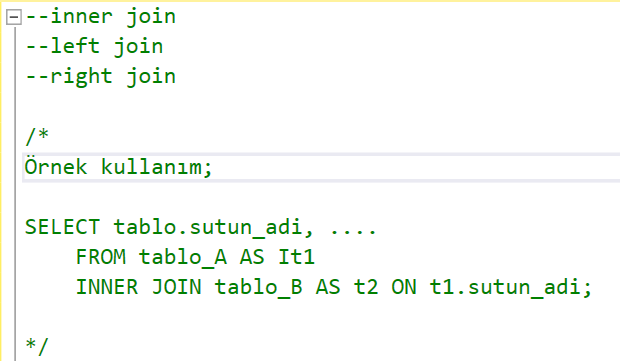 --inner join
--left join
--right join
/*
Örnek kullanım;
SELECT tablo.sutun_adi, ....
FROM tablo_A AS It1
INNER JOIN tablo_B AS t2 ON t1.sutun_adi;
*/